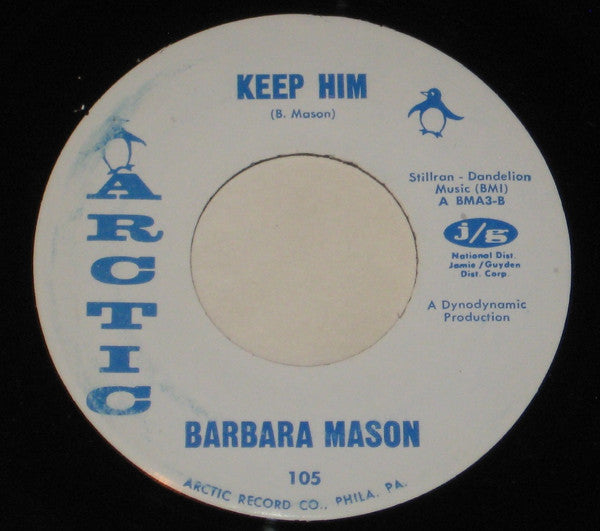 KEEP HIM
(B. Mason)
ARCTIC
Stillran - Dandelion
Music (BMI)
A BMA3-B
j/g
National Dist.
Jamie/Guyden
Dist. Corp.
A Dynodynamic
Production
BARBARA MASON
105
ARCTIC RECORD CO., PHILA, PA.